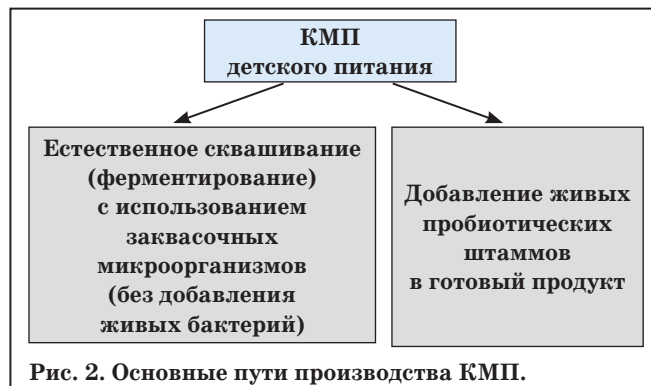 КМП
детского питания
Естественное сквашивание
(ферментирование)
с использованием
заквасочных
микроорганизмов
(без добавления
живых бактерий)
Добавление живых
пробиотических
штаммов
в готовый продукт
Рис. 2. Основные пути производства КМП.